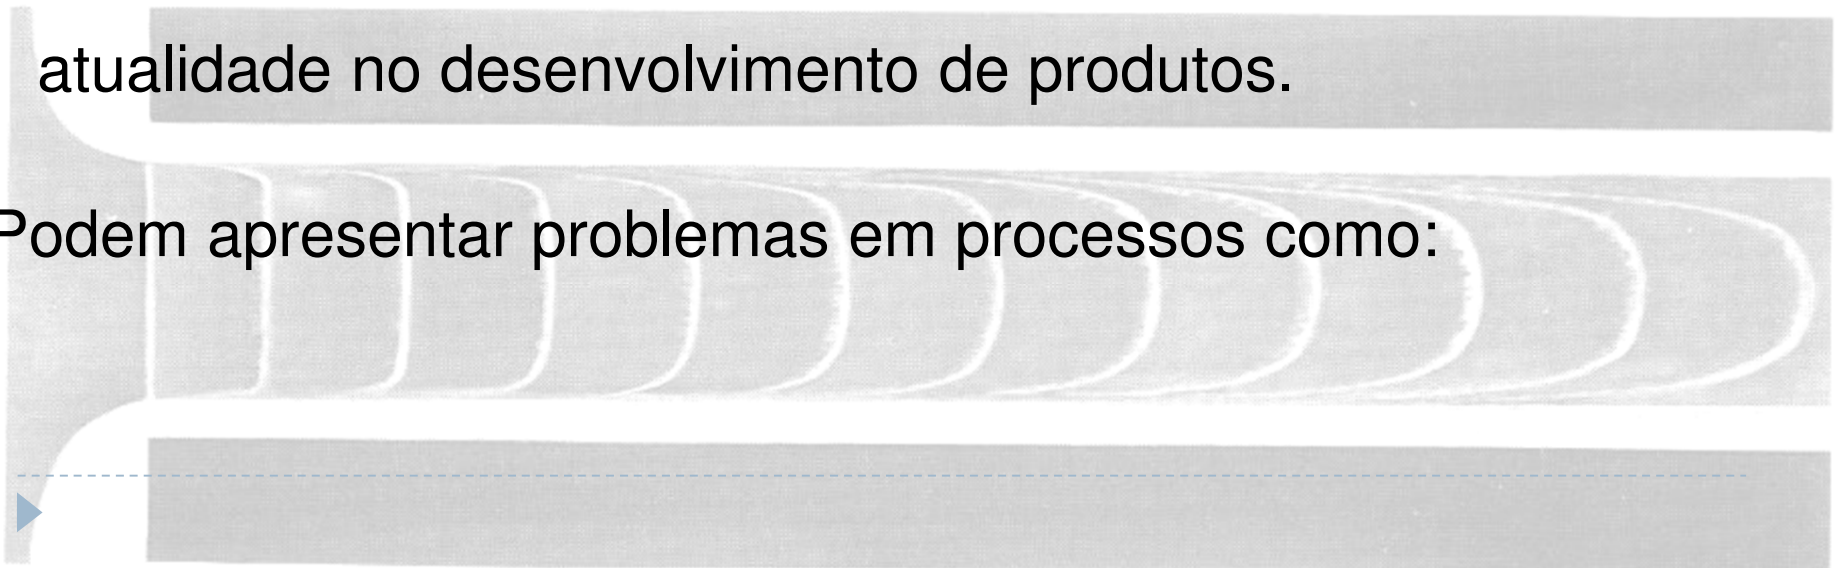 atualidade no desenvolvimento de produtos.
Podem apresentar problemas em processos como: